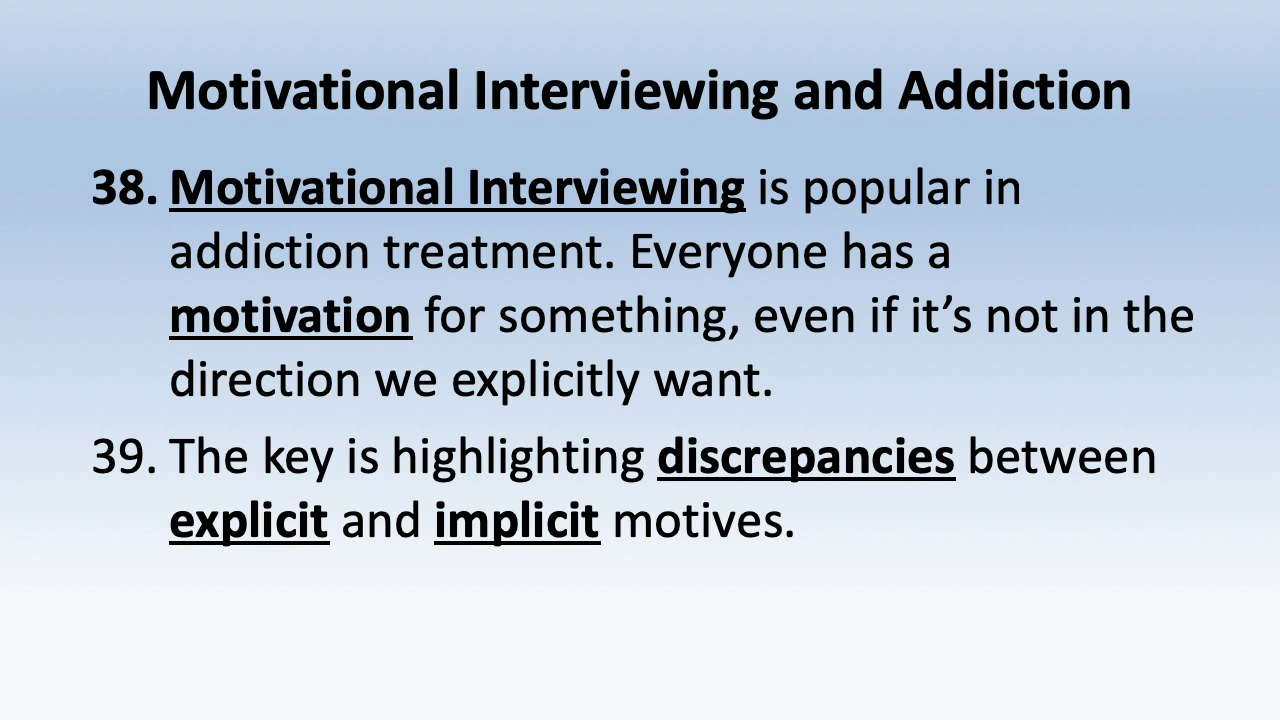 Motivational Interviewing and Addiction
38. Motivational Interviewing is popular in
addiction treatment. Everyone has a
motivation for something, even if it’s not in the
direction we explicitly want.
39. The key is highlighting discrepancies between
explicit and implicit motives.